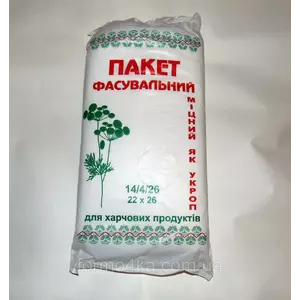 ПАКЕТ
ФАСУВАЛЬНИЙ
МІЦНИЙ ЯК УКРОП
14/4/26
22 х 26
для харчових продуктів